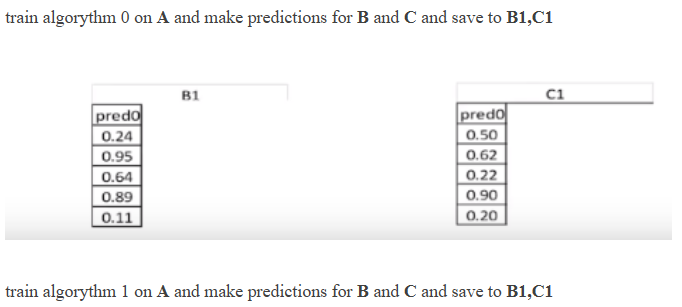 train algorythm 0 on A and make predictions for B and C and save to B1,C1
B1
pred0
0.24
0.95
0.64
0.89
0.11
C1
pred0
0.50
0.62
0.22
0.90
0.20
train algorythm 1 on A and make predictions for B and C and save to B1,C1